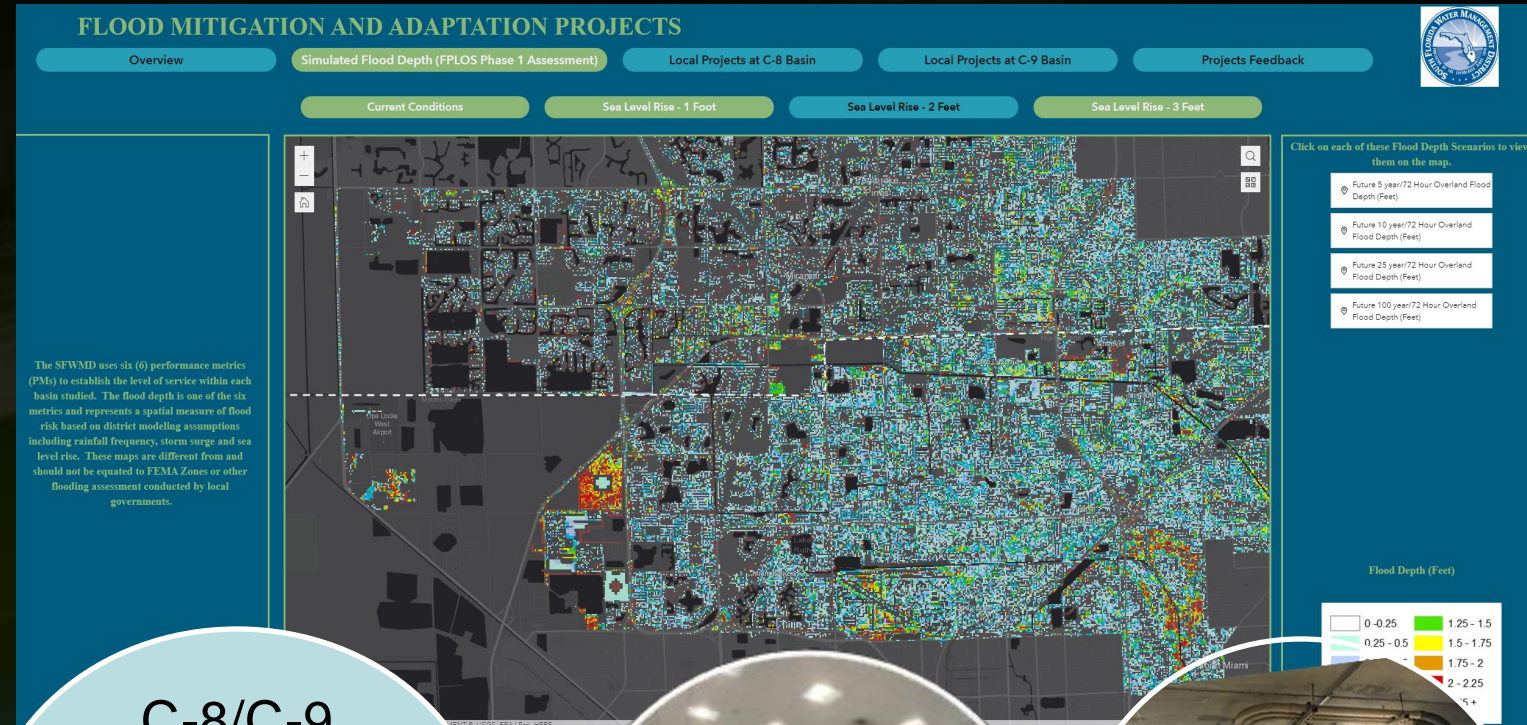 FLOOD MITIGATION AND ADAPTATION PROJECTS
Overview
Simulated Flood Depth (FPLOS Phase 1 Assessment)
Local Projects at C-8 Basin
Local Projects at C-9 Basin
Projects Feedback
SOUTH FLORIDA WATER MANAGEMENT DISTRICT
Current Conditions
Sea Level Rise - 1 Foot
Sea Level Rise - 2 Feet
Sea Level Rise - 3 Feet
The SFWMD uses six (6) performance metrics
(PMs) to establish the level of service within each
basin studied. The flood depth is one of the six
metrics and represents a spatial measure of flood
risk based on district modeling assumptions
including rainfall frequency, storm surge and sea
level rise. These maps are different from and
should not be equated to FEMA Zones or other
flooding assessment conducted by local
governments.
Miramar
Miami-Dade
Opa Locka
West
Airport
Miami
Click on each of these Flood Depth Scenarios to view
them on the map.
Future 5 year/72 Hour Overland Flood
Depth (Feet)
Future 10 year/72 Hour Overland
Flood Depth (Feet)
Future 25 year/72 Hour Overland
Flood Depth (Feet)
Future 100 year/72 Hour Overland
Flood Depth (Feet)
Flood Depth (Feet)
0 -0.25
1.25 - 1.5
0.25 - 0.5
1.5 - 1.75
1.75 - 2
2 - 2.25
C-8/C-9